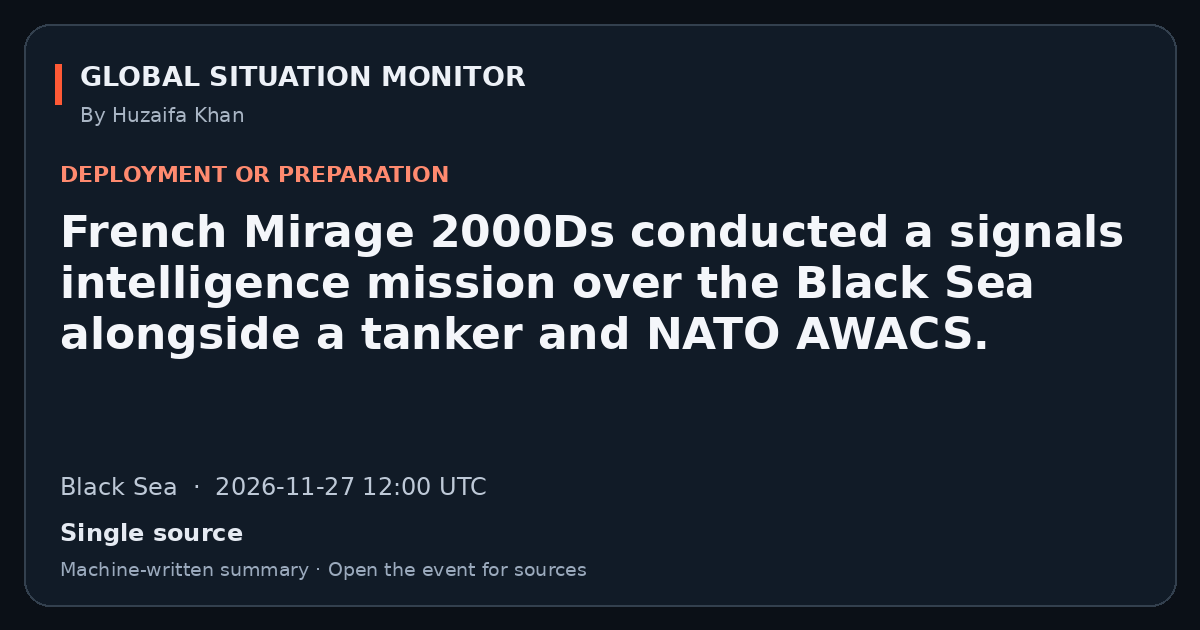 GLOBAL SITUATION MONITOR
By Huzaifa Khan
DEPLOYMENT OR PREPARATION
French Mirage 2000Ds conducted a signals
intelligence mission over the Black Sea
alongside a tanker and NATO AWACS.
Black Sea · 2026-11-27 12:00 UTC
Single source
Machine-written summary · Open the event for sources